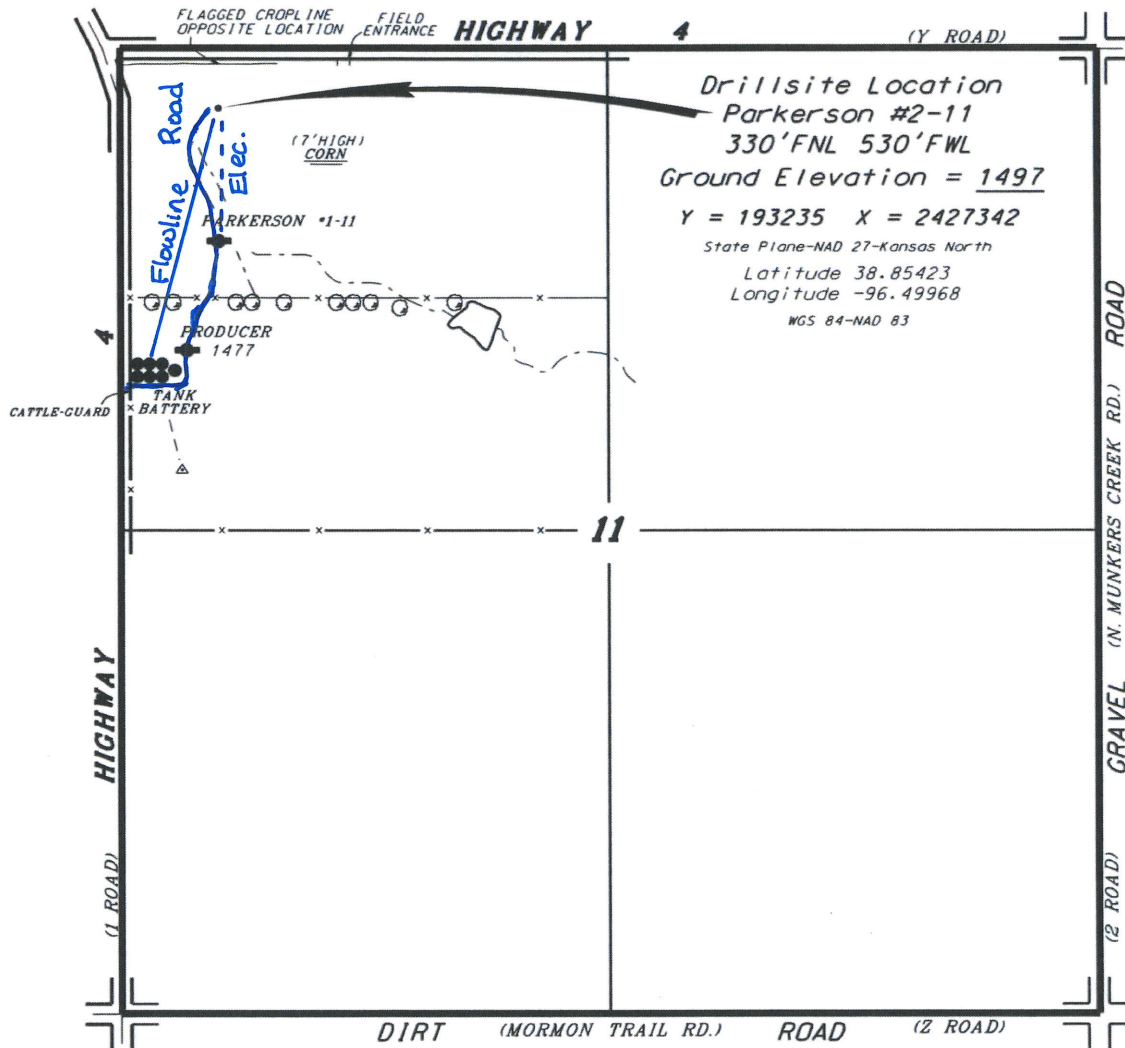 FLAGGED CROPLINE
OPPOSITE LOCATION
FIELD
ENTRANCE
HIGHWAY 4 (Y ROAD)
Drillsite Location
Parkerson #2-11
330'FNL 530'FWL
Ground Elevation = 1497
Y = 193235 X = 2427342
State Plane-NAD 27-Kansas North
Latitude 38.85423
Longitude -96.49968
WGS 84-NAD 83
Road
Flowline
Elec.
(7'HIGH)
CORN
PARKERSON #1-11
PRODUCER
1477
TANK
BATTERY
CATTLE-GUARD
11
(1 ROAD) HIGHWAY 4
(2 ROAD) GRAVEL (N. MUNKERS CREEK RD.) ROAD
DIRT (MORMON TRAIL RD.) ROAD (Z ROAD)